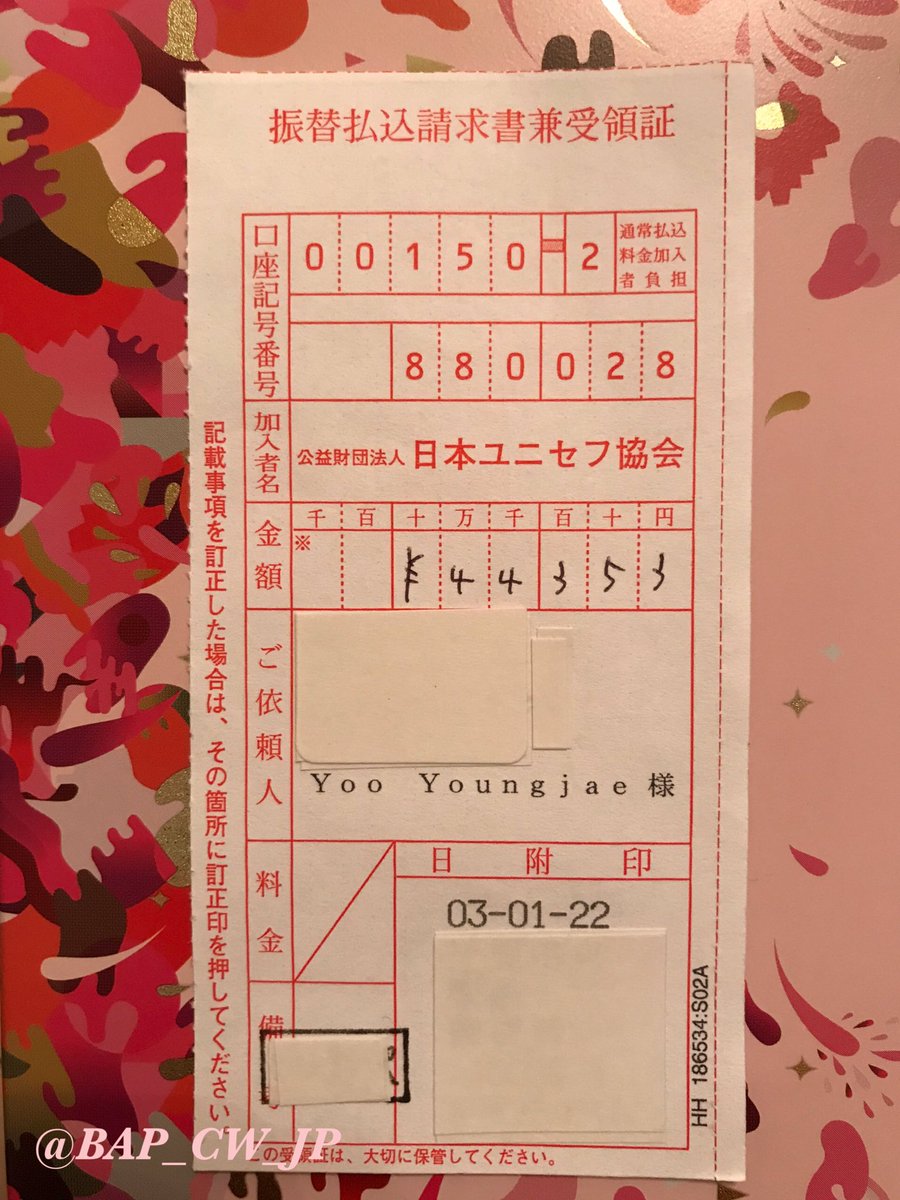 振替払込請求書兼受領証
口座記号番号
00150-2
通常払込
料金加入
者負担
880028
加入者名
公益財団法人 日本ユニセフ協会
金額
千 百 十 万 千 百 十 円
※
¥44353
ご依頼人
Yoo Youngjae 様
料金
日附印
03-01-22
備
記載事項を訂正した場合は、その箇所に訂正印を押してください。
HH 186534:S02A
この受領証は、大切に保管してください。
@BAP_CW_JP